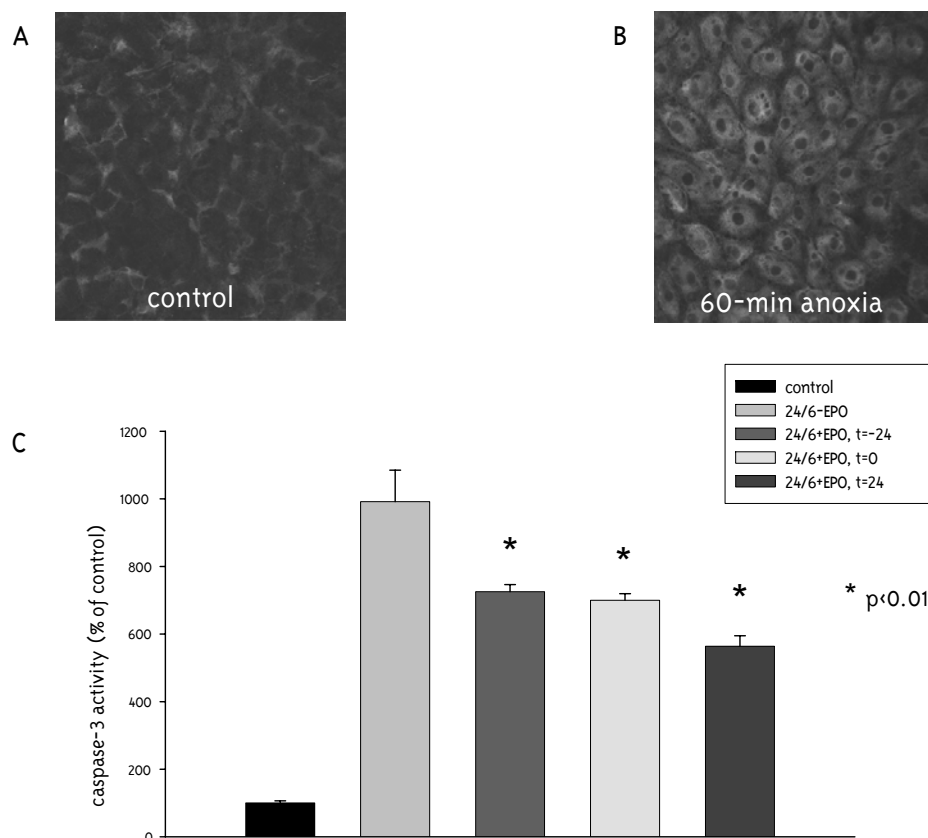 A
B
control
60-min anoxia
control
24/6-EPO
24/6+EPO, t=-24
24/6+EPO, t=0
24/6+EPO, t=24
C
caspase-3 activity (% of control)
1200
1000
800
600
400
200
0
*
*
*
* p<0.01